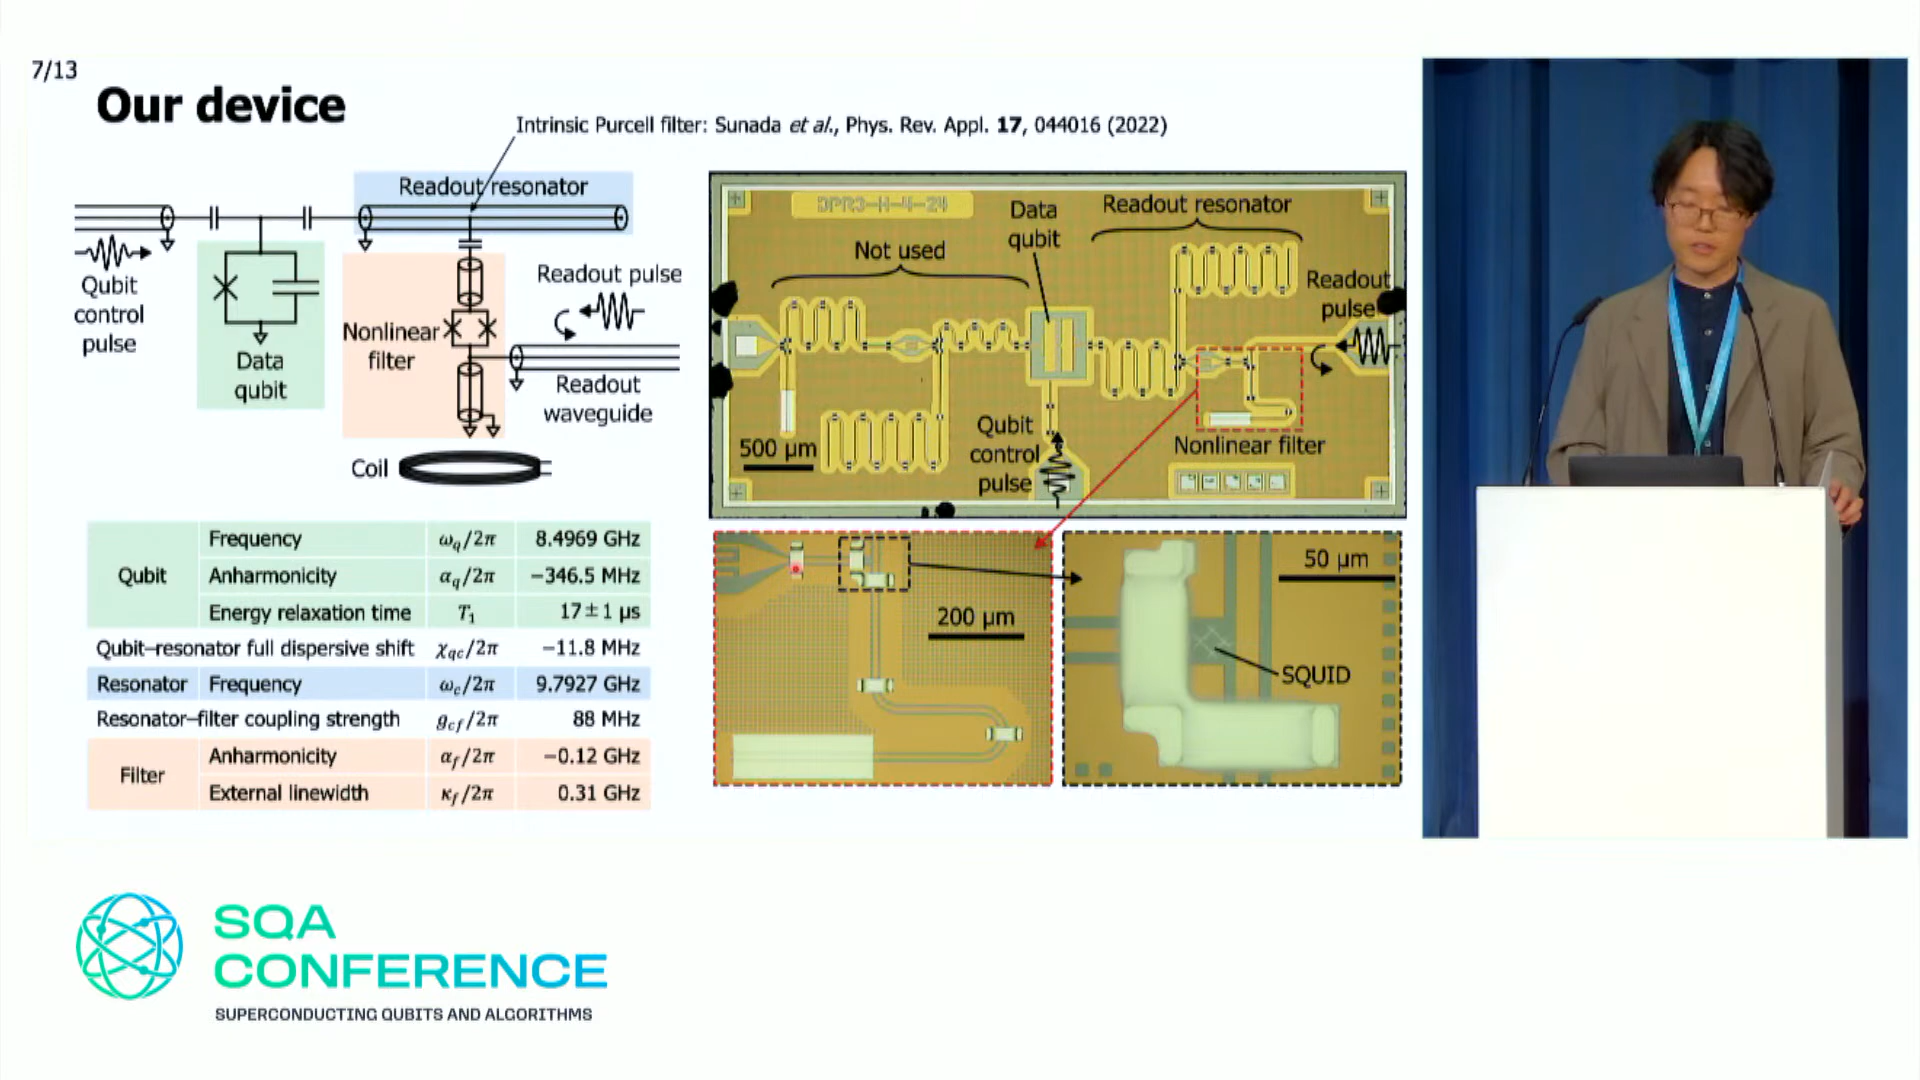 7/13
Our device
Intrinsic Purcell filter: Sunada et al., Phys. Rev. Appl. 17, 044016 (2022)
Readout resonator
Qubit
control
pulse
Data
qubit
Nonlinear
filter
Readout pulse
Readout
waveguide
Coil
DPR3-H-4-24
Not used
Data
qubit
Readout resonator
Readout
pulse
500 μm
Qubit
control
pulse
Nonlinear filter
200 μm
50 μm
SQUID
Qubit
Frequency ω_q/2π 8.4969 GHz
Anharmonicity α_q/2π −346.5 MHz
Energy relaxation time T₁ 17±1 μs
Qubit–resonator full dispersive shift χ_qc/2π −11.8 MHz
Resonator Frequency ω_c/2π 9.7927 GHz
Resonator–filter coupling strength g_cf/2π 88 MHz
Filter
Anharmonicity α_f/2π −0.12 GHz
External linewidth κ_f/2π 0.31 GHz
SQA
CONFERENCE
SUPERCONDUCTING QUBITS AND ALGORITHMS